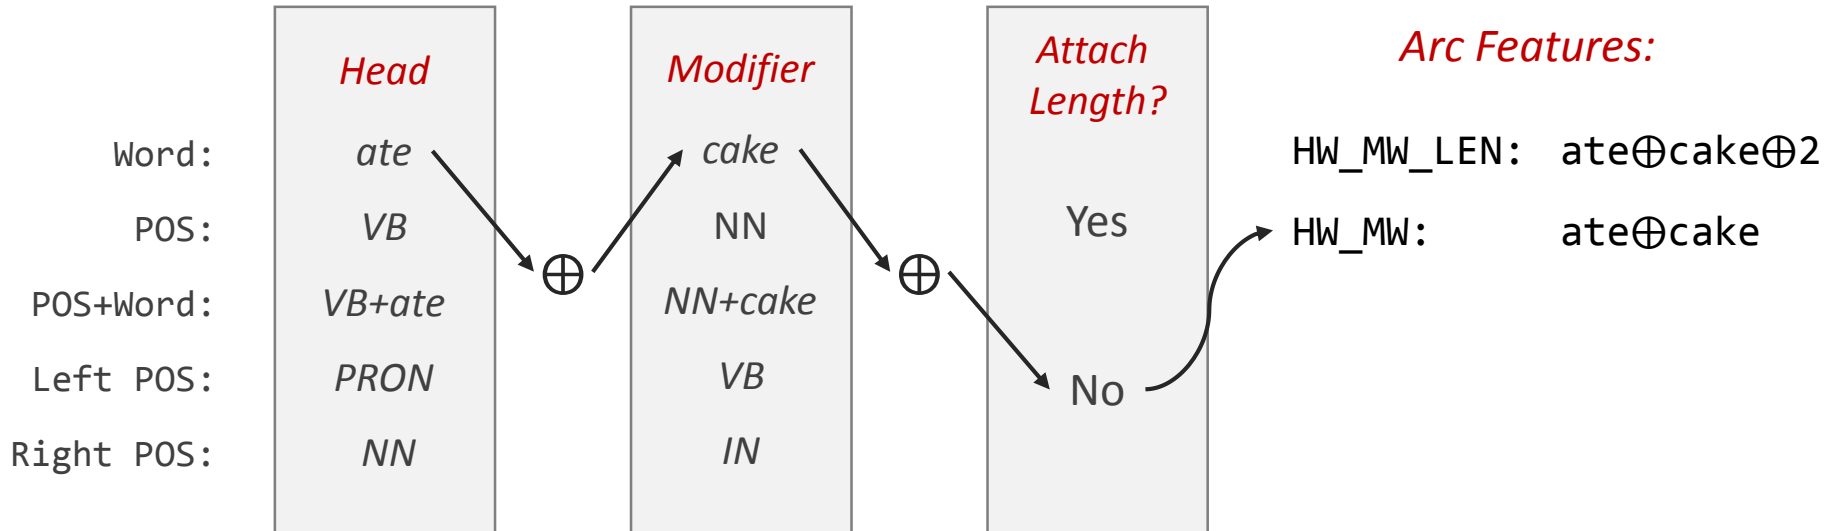 Head Modifier Attach Length? Arc Features:
Word: ate cake HW_MW_LEN: ate⊕cake⊕2
POS: VB NN Yes HW_MW: ate⊕cake
⊕ ⊕
POS+Word: VB+ate NN+cake
Left POS: PRON VB No
Right POS: NN IN